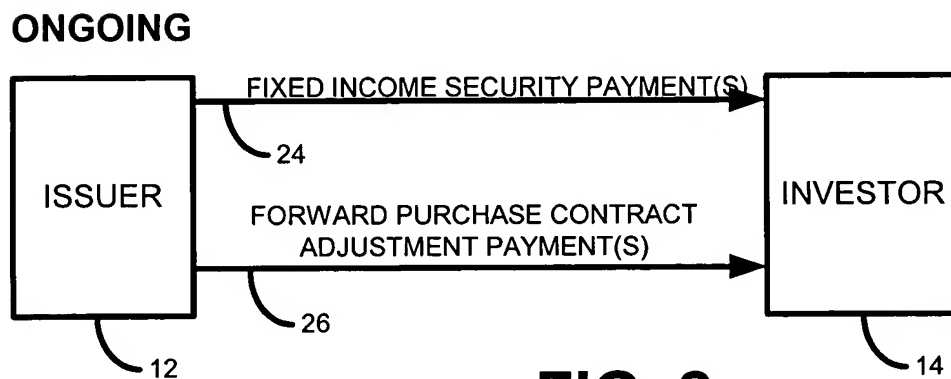 ONGOING
FIXED INCOME SECURITY PAYMENT(S)
24
ISSUER
INVESTOR
FORWARD PURCHASE CONTRACT
ADJUSTMENT PAYMENT(S)
26
12
14